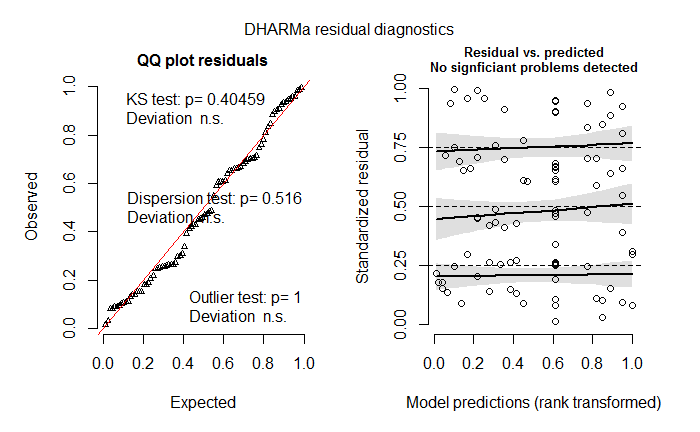 DHARMa residual diagnostics
QQ plot residuals
KS test: p= 0.40459
Deviation n.s.
Dispersion test: p= 0.516
Deviation n.s.
Outlier test: p= 1
Deviation n.s.
Observed
0.0 0.2 0.4 0.6 0.8 1.0
0.0 0.2 0.4 0.6 0.8 1.0
Expected
Residual vs. predicted
No signficiant problems detected
Standardized residual
0.00 0.25 0.50 0.75 1.00
0.0 0.2 0.4 0.6 0.8 1.0
Model predictions (rank transformed)